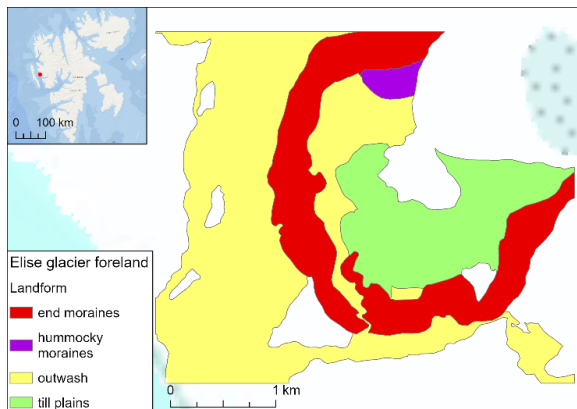 0 100 km
Elise glacier foreland
Landform
end moraines
hummocky
moraines
outwash
till plains
0 1 km